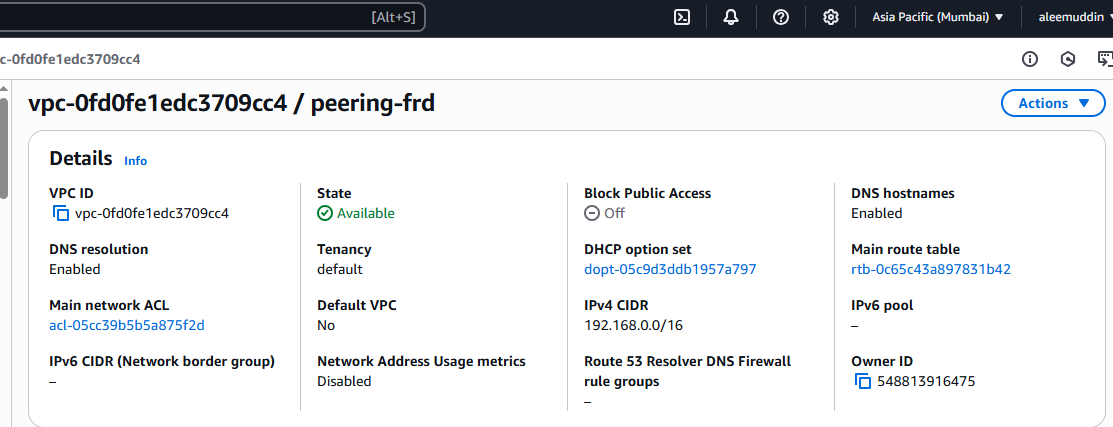 [Alt+S]
Asia Pacific (Mumbai)
aleemuddin
c-0fd0fe1edc3709cc4
vpc-0fd0fe1edc3709cc4 / peering-frd
Actions
Details Info
VPC ID
vpc-0fd0fe1edc3709cc4
State
Available
Block Public Access
Off
DNS hostnames
Enabled
DNS resolution
Enabled
Tenancy
default
DHCP option set
dopt-05c9d3ddb1957a797
Main route table
rtb-0c65c43a897831b42
Main network ACL
acl-05cc39b5b5a875f2d
Default VPC
No
IPv4 CIDR
192.168.0.0/16
IPv6 pool
–
IPv6 CIDR (Network border group)
–
Network Address Usage metrics
Disabled
Route 53 Resolver DNS Firewall
rule groups
–
Owner ID
548813916475